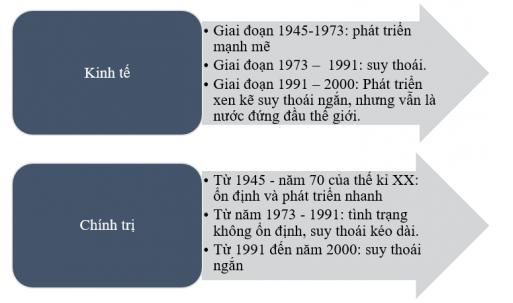 Kinh tế
• Giai đoạn 1945-1973: phát triển
mạnh mẽ
• Giai đoạn 1973 – 1991: suy thoái.
• Giai đoạn 1991 – 2000: Phát triển
xen kẽ suy thoái ngắn, nhưng vẫn là
nước đứng đầu thế giới.
Chính trị
• Từ 1945 - năm 70 của thế kỉ XX:
ổn định và phát triển nhanh
• Từ năm 1973 - 1991: tình trạng
không ổn định, suy thoái kéo dài.
• Từ 1991 đến năm 2000: suy thoái
ngắn